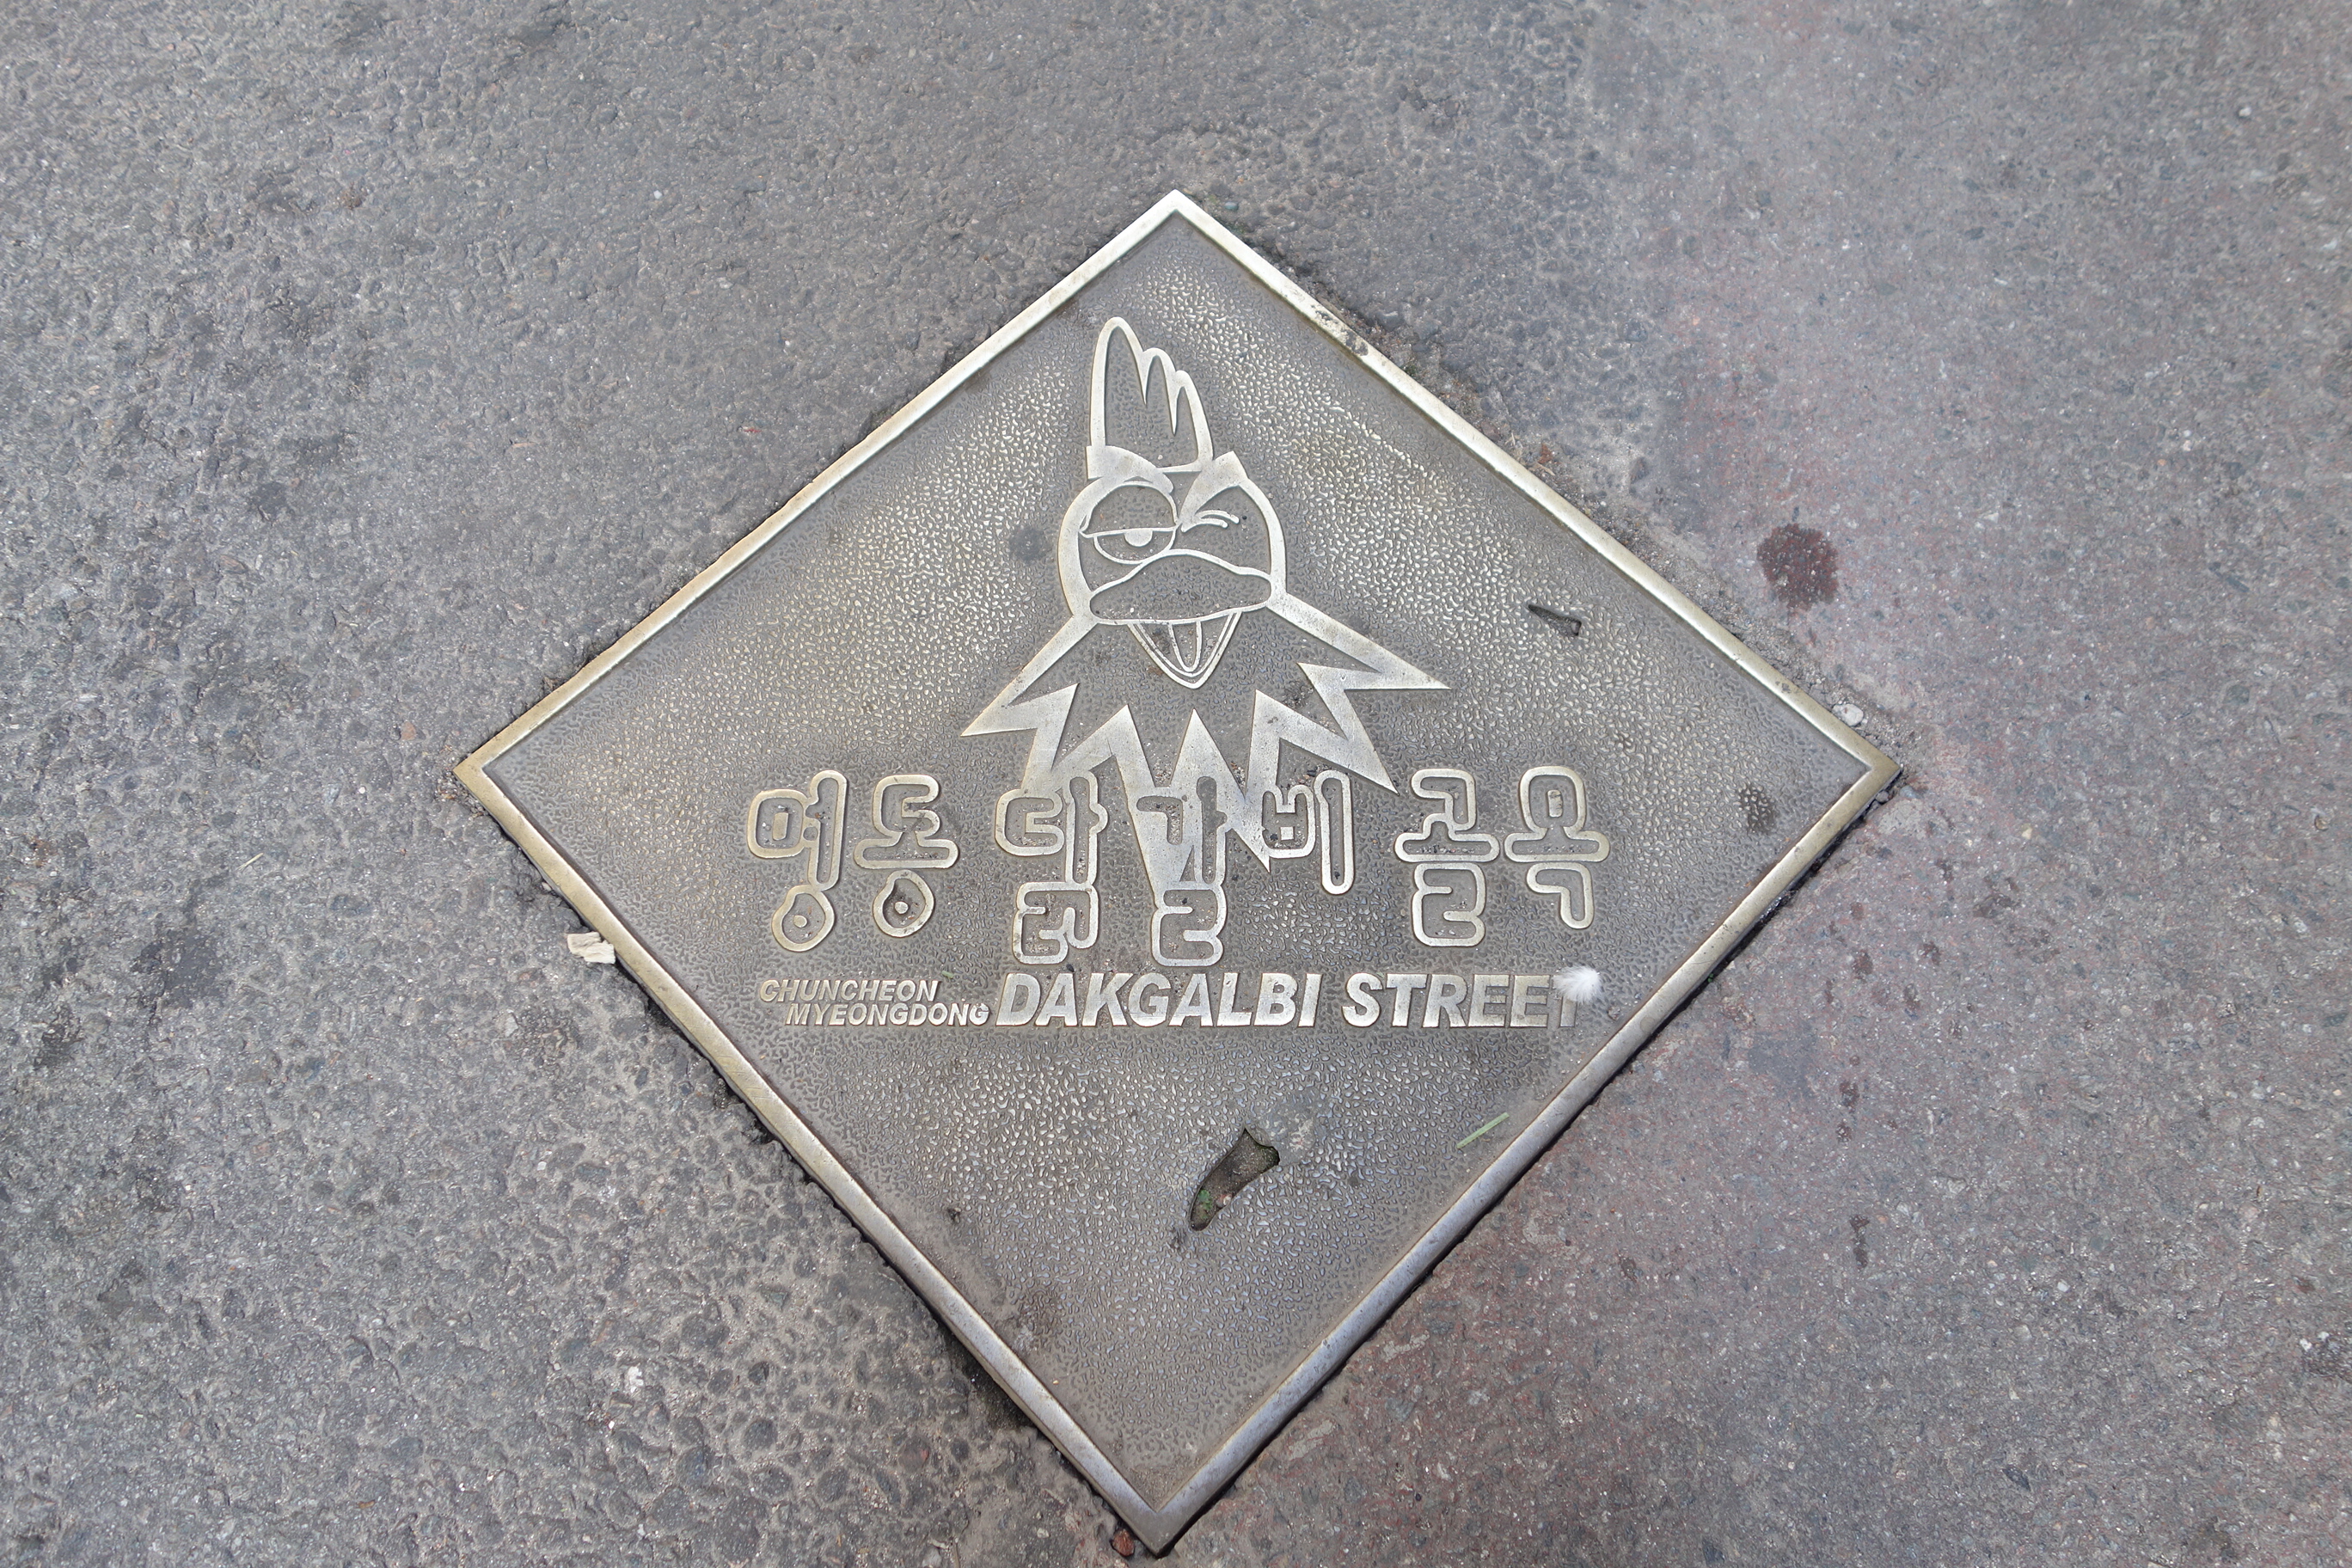 명동 닭갈비 골목
CHUNCHEON
MYEONGDONG DAKGALBI STREET